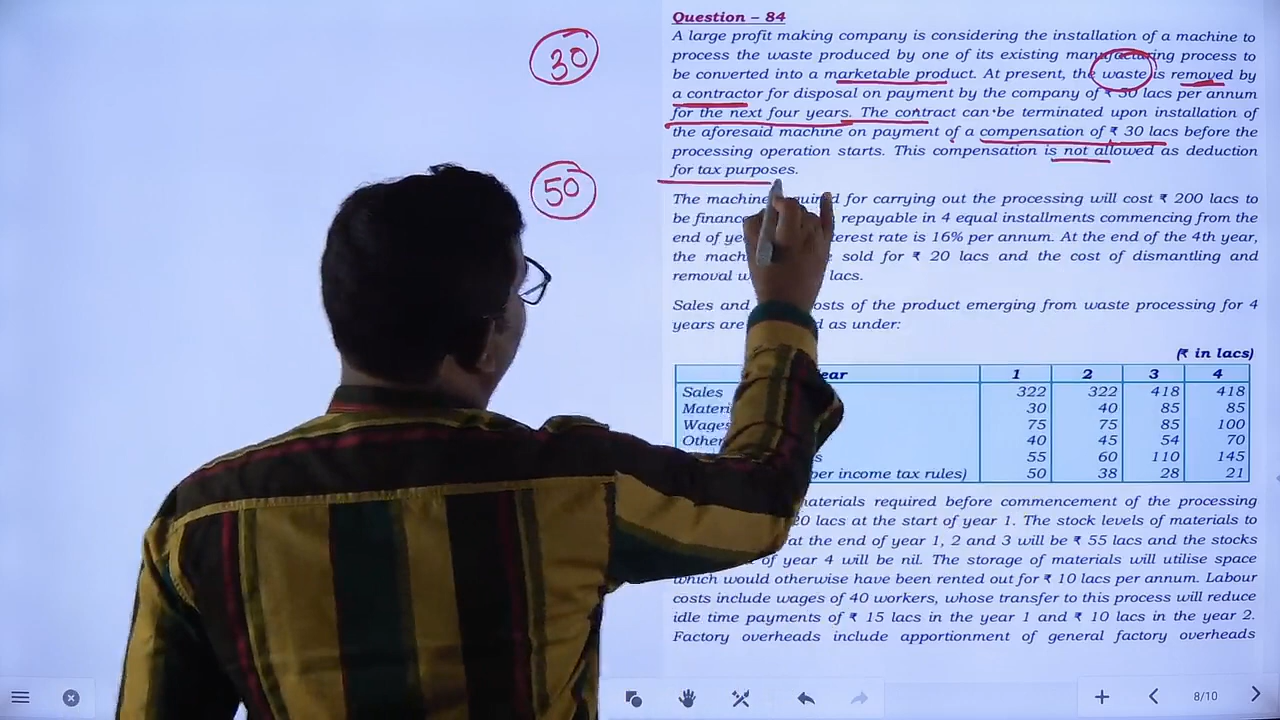 30
50
Question – 84
A large profit making company is considering the installation of a machine to
process the waste produced by one of its existing manufacturing process to
be converted into a marketable product. At present, the waste is removed by
a contractor for disposal on payment by the company of ₹ 50 lacs per annum
for the next four years. The contract can be terminated upon installation of
the aforesaid machine on payment of a compensation of ₹ 30 lacs before the
processing operation starts. This compensation is not allowed as deduction
for tax purposes.
The machine for carrying out the processing will cost ₹ 200 lacs to
be repayable in 4 equal installments commencing from the
end of rate is 16% per annum. At the end of the 4th year,
the sold for ₹ 20 lacs and the cost of dismantling and
removal lacs.
Sales and of the product emerging from waste processing for 4
years are as under:
(₹ in lacs)
1 2 3 4
Sales 322 322 418 418
30 40 85 85
Wages 75 75 85 100
Other 40 45 54 70
55 60 110 145
per income tax rules) 50 38 28 21
materials required before commencement of the processing
20 lacs at the start of year 1. The stock levels of materials to
at the end of year 1, 2 and 3 will be ₹ 55 lacs and the stocks
of year 4 will be nil. The storage of materials will utilise space
which would otherwise have been rented out for ₹ 10 lacs per annum. Labour
costs include wages of 40 workers, whose transfer to this process will reduce
idle time payments of ₹ 15 lacs in the year 1 and ₹ 10 lacs in the year 2.
Factory overheads include apportionment of general factory overheads
8/10